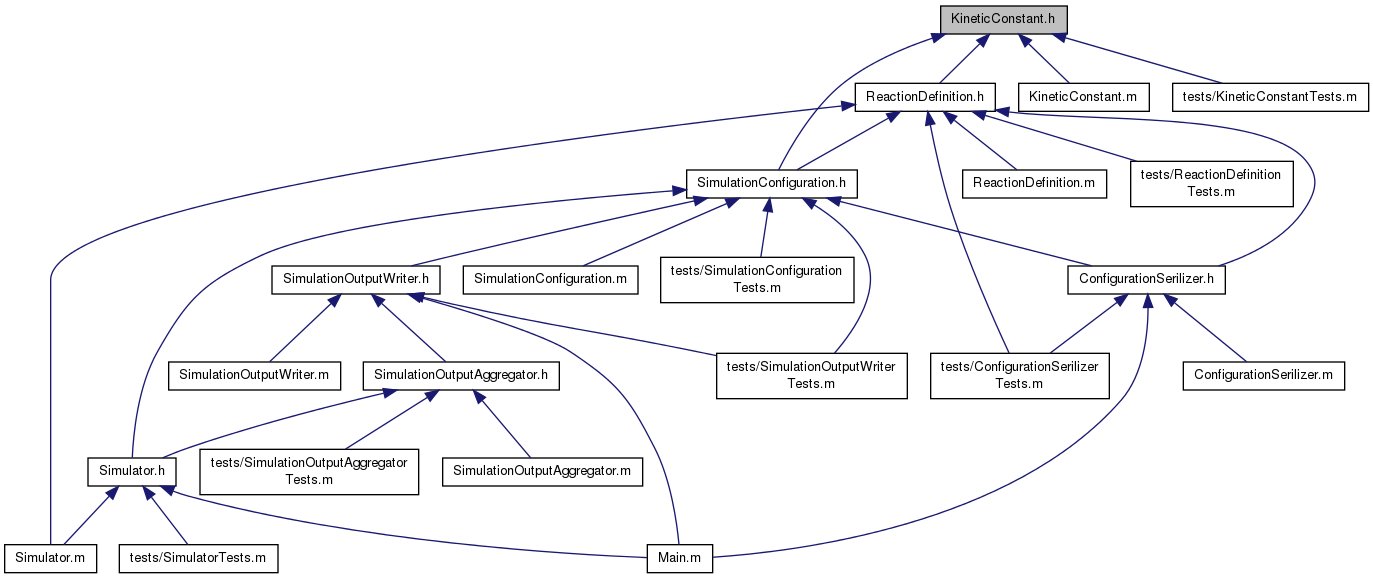 KineticConstant.h
ReactionDefinition.h
KineticConstant.m
tests/KineticConstantTests.m
SimulationConfiguration.h
ReactionDefinition.m
tests/ReactionDefinition
Tests.m
SimulationOutputWriter.h
SimulationConfiguration.m
tests/SimulationConfiguration
Tests.m
ConfigurationSerilizer.h
SimulationOutputWriter.m
SimulationOutputAggregator.h
tests/SimulationOutputWriter
Tests.m
tests/ConfigurationSerilizer
Tests.m
ConfigurationSerilizer.m
Simulator.h
tests/SimulationOutputAggregator
Tests.m
SimulationOutputAggregator.m
Simulator.m
tests/SimulatorTests.m
Main.m